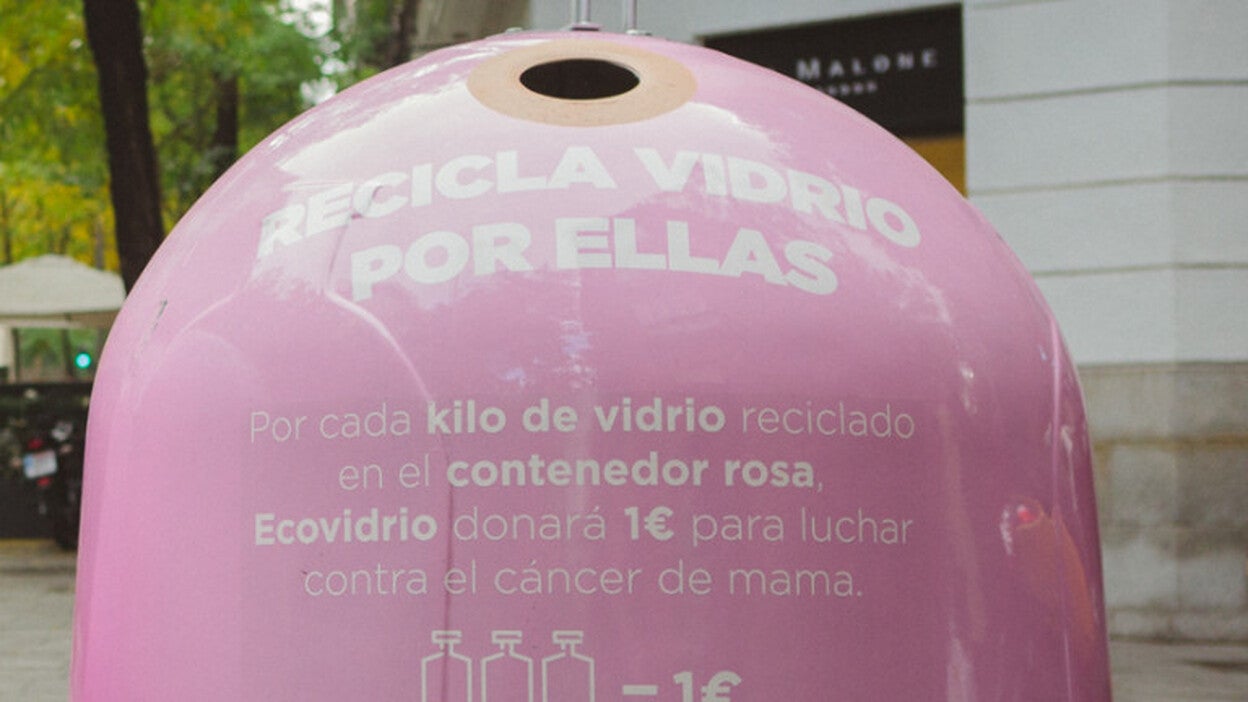 MALONE
RECICLA VIDRIO
POR ELLAS
Por cada kilo de vidrio reciclado
en el contenedor rosa,
Ecovidrio donará 1€ para luchar
contra el cáncer de mama.
= 1€